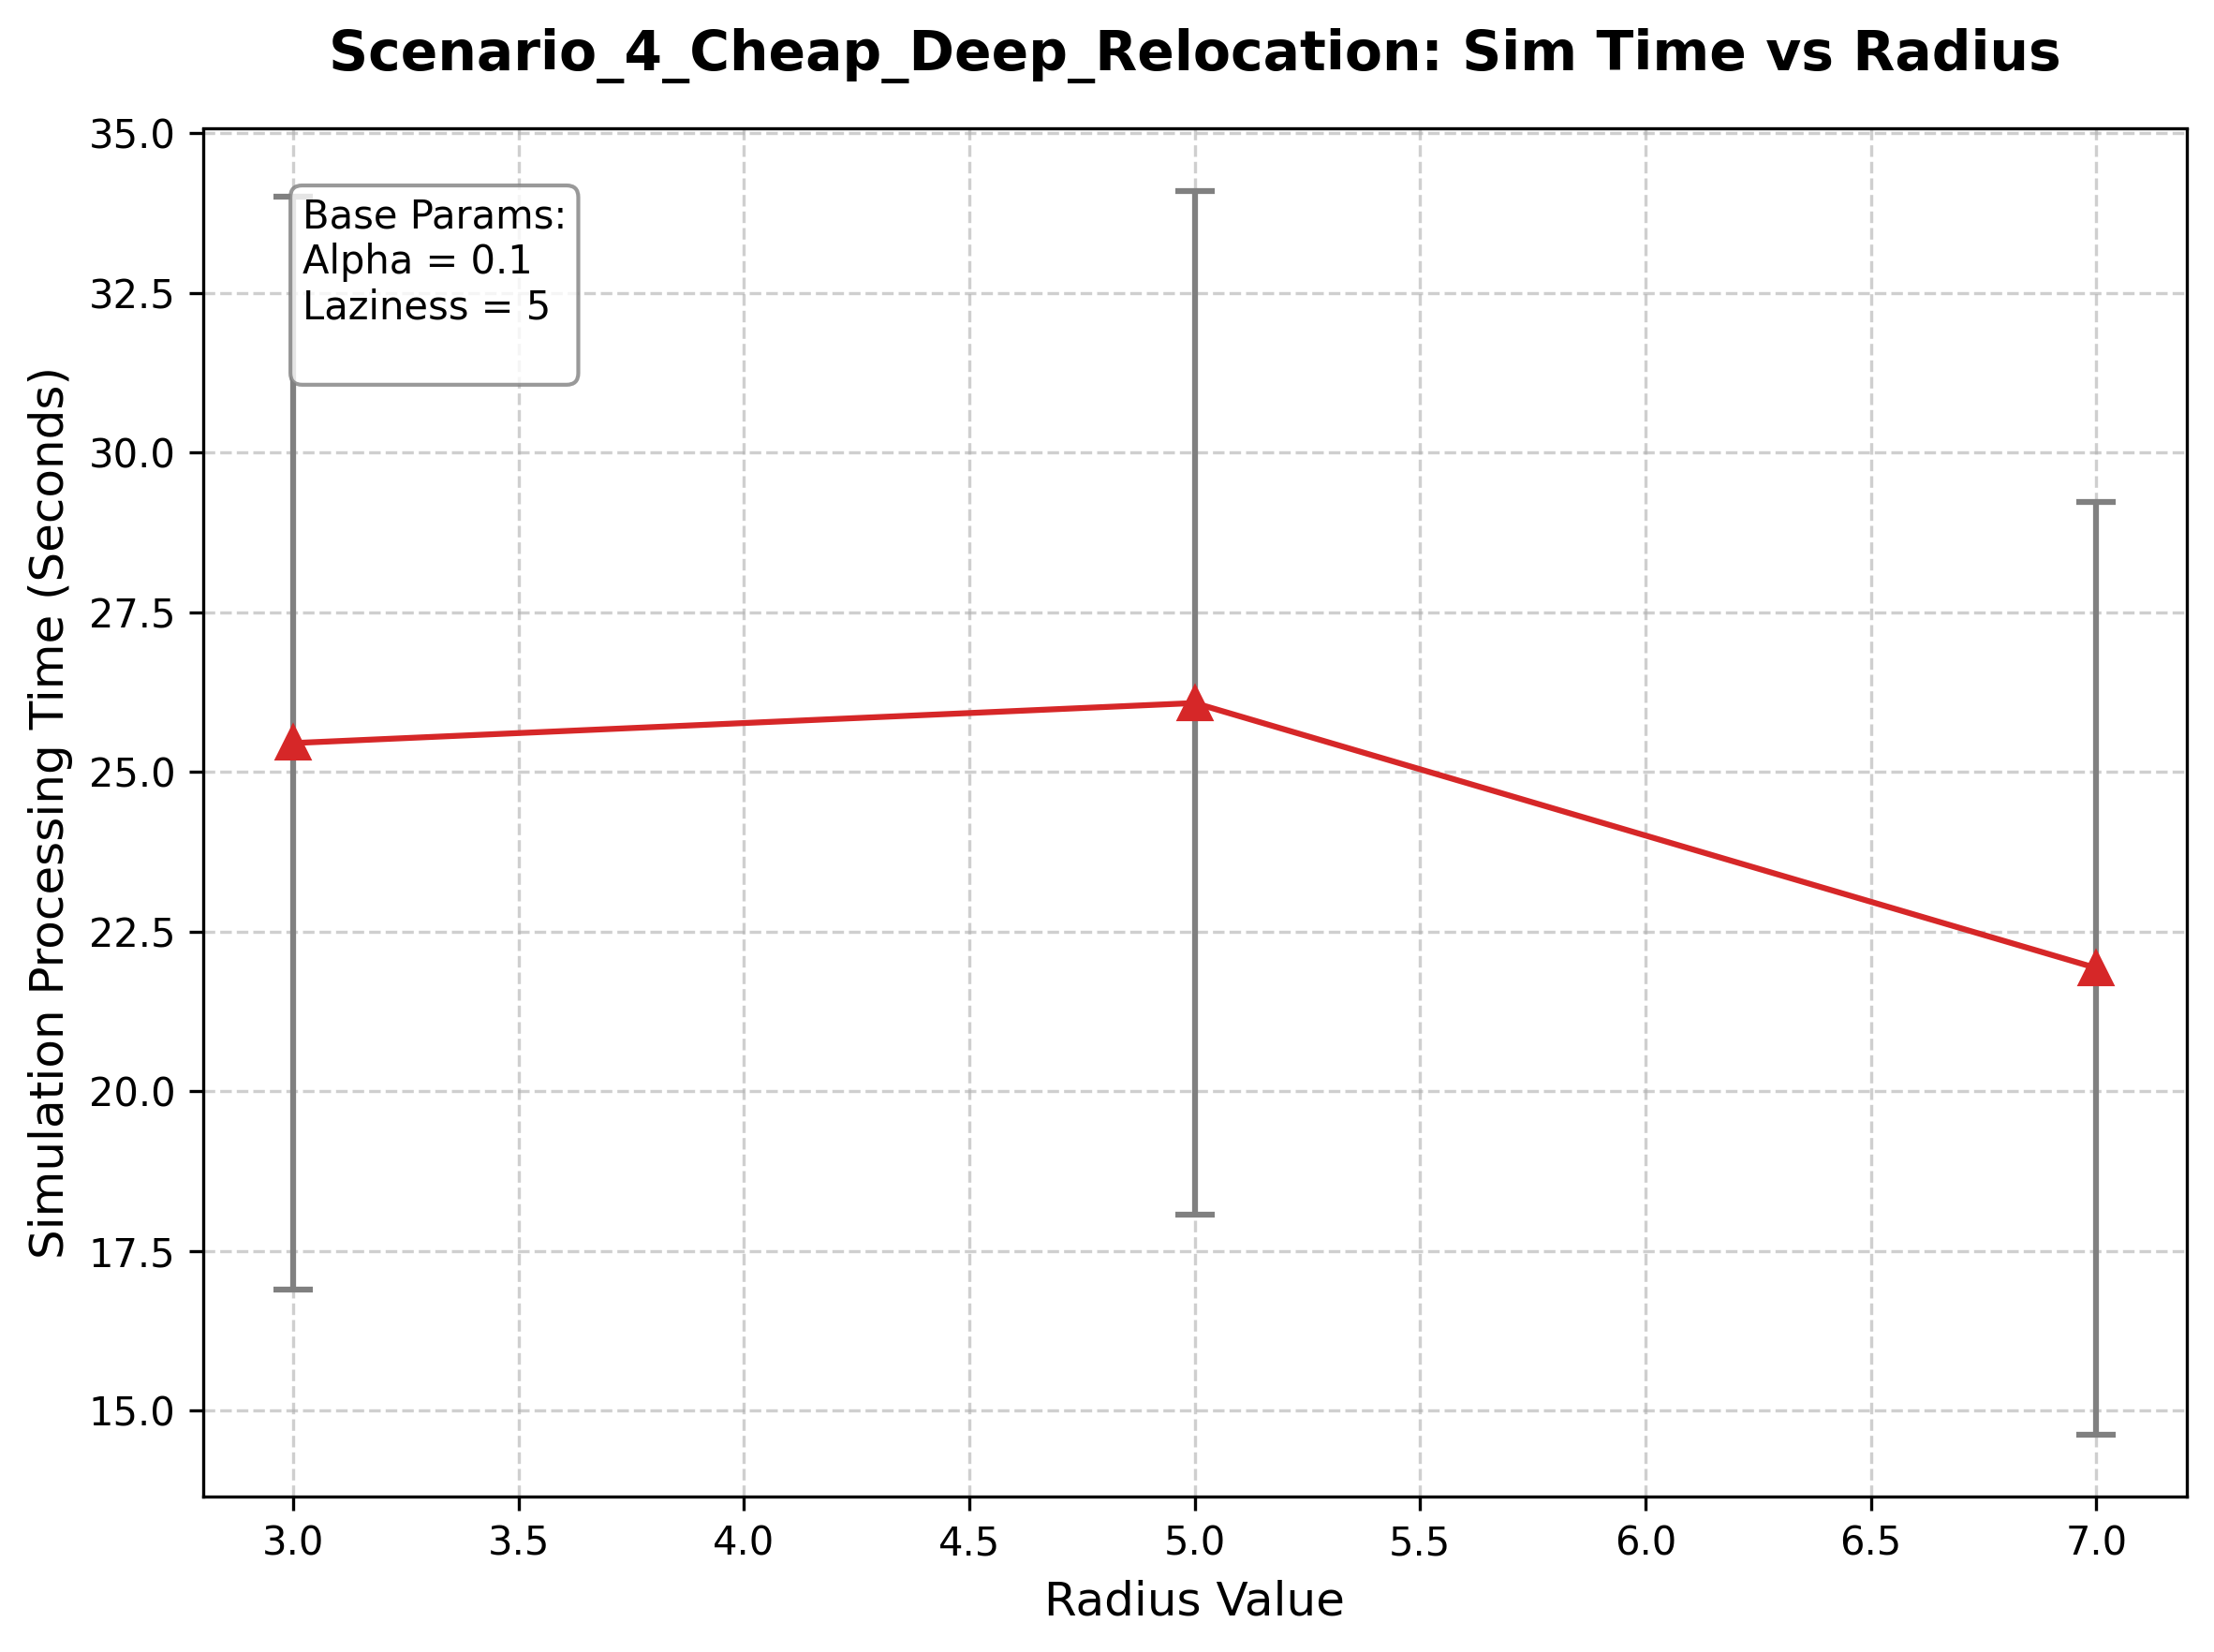 Scenario_4_Cheap_Deep_Relocation: Sim Time vs Radius
35.0
32.5
30.0
27.5
25.0
22.5
20.0
17.5
15.0
Simulation Processing Time (Seconds)
Base Params:
Alpha = 0.1
Laziness = 5
3.0 3.5 4.0 4.5 5.0 5.5 6.0 6.5 7.0
Radius Value